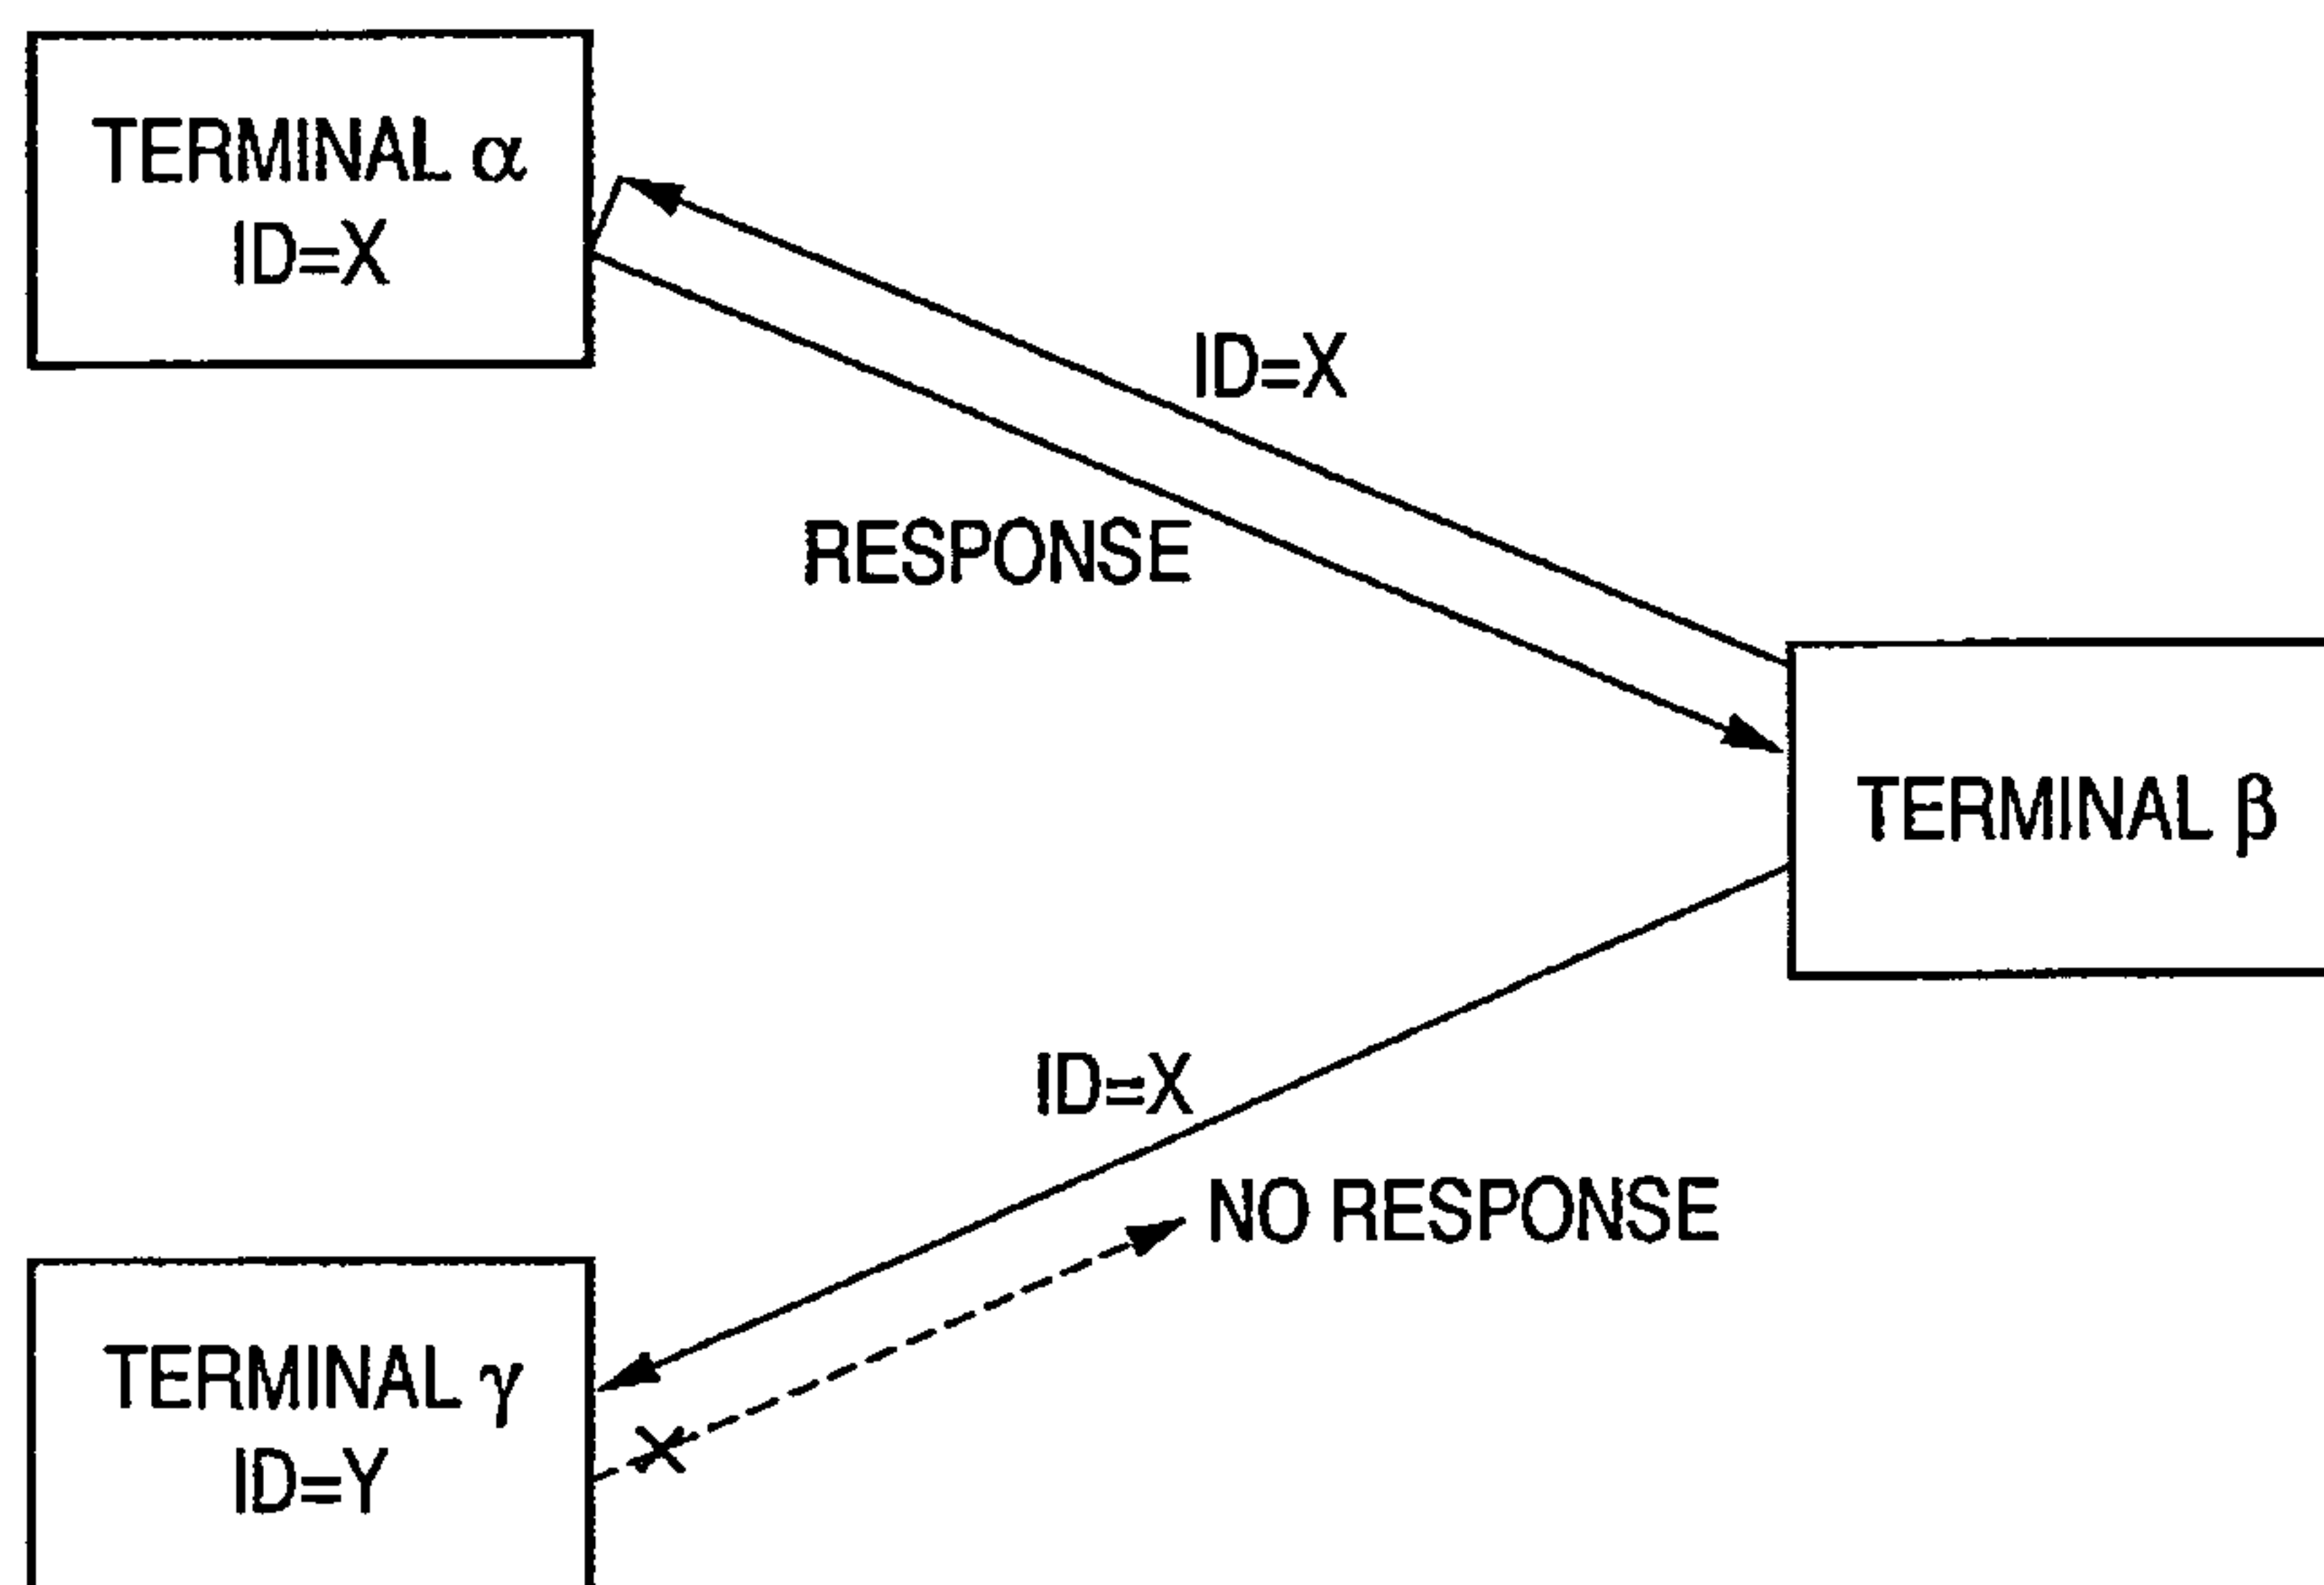 TERMINAL α
ID=X
ID=X
RESPONSE
TERMINAL β
ID=X
NO RESPONSE
TERMINAL γ
ID=Y